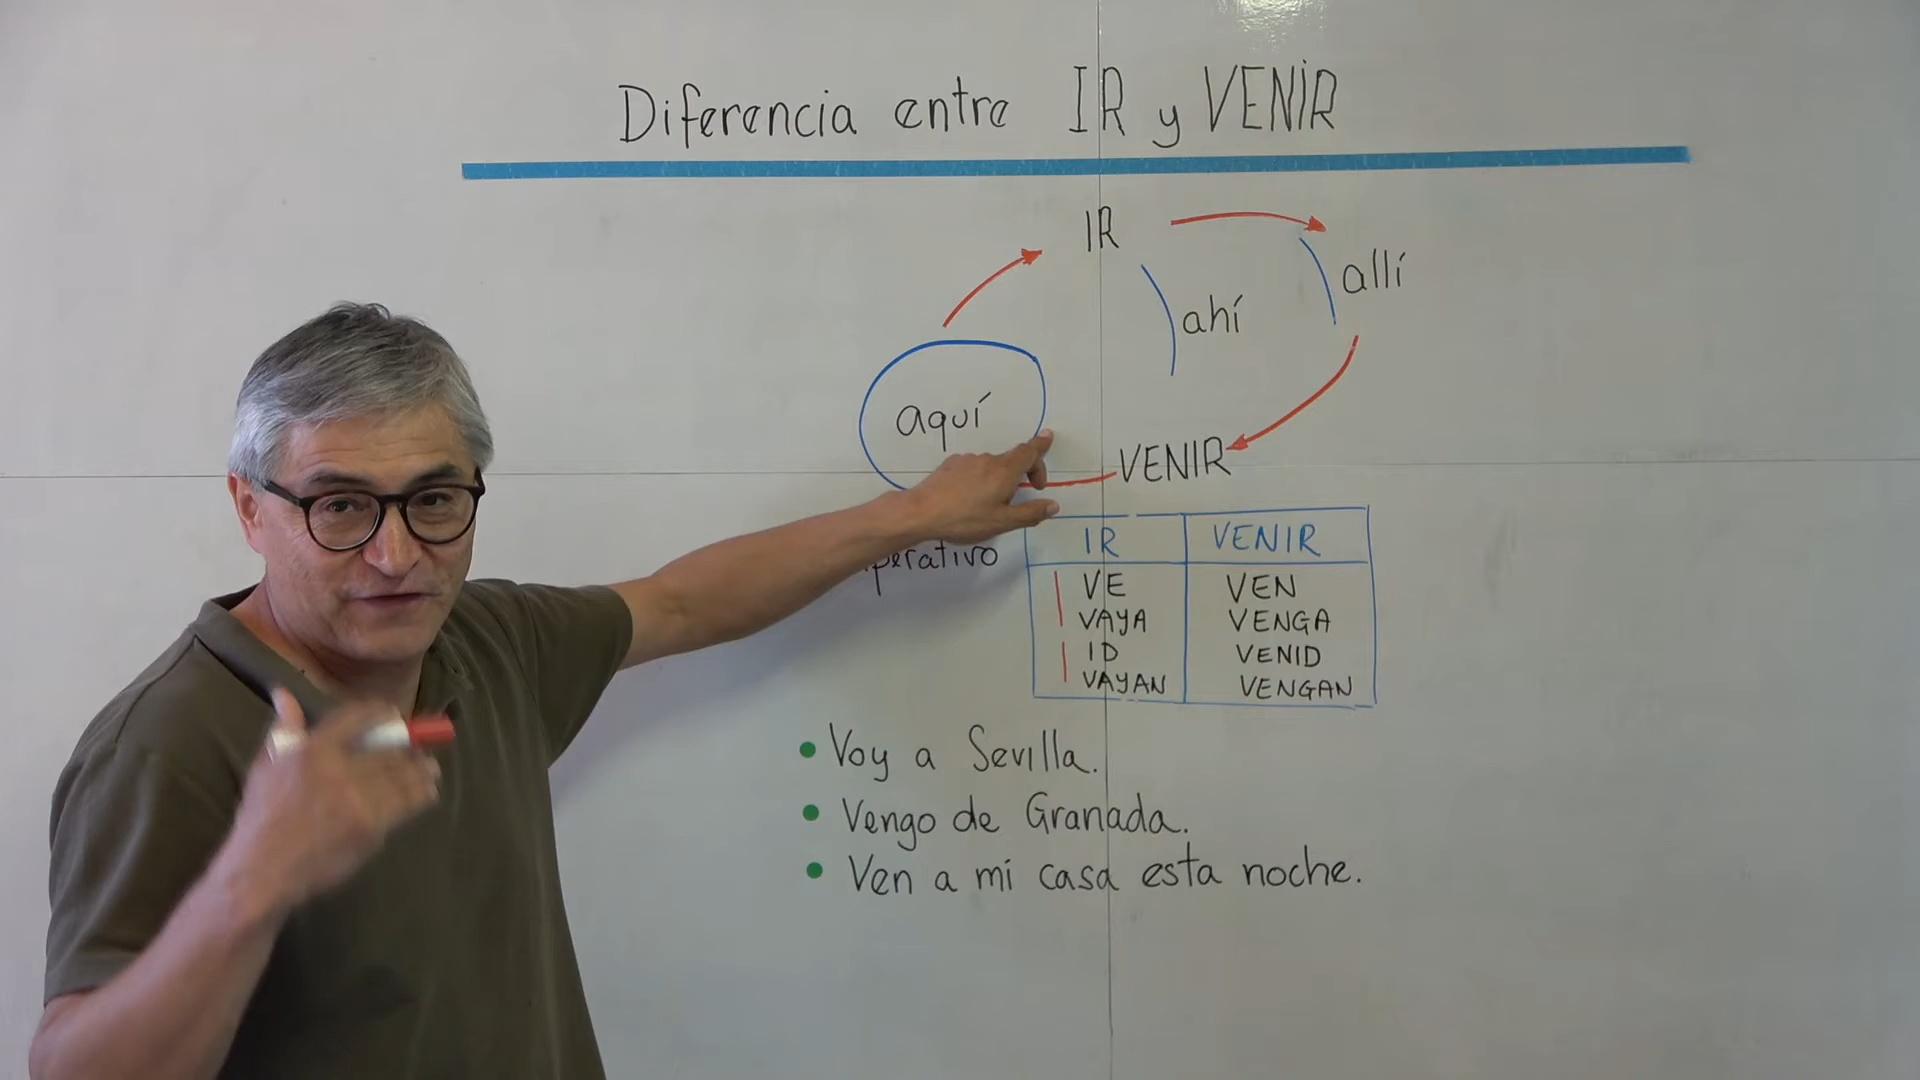 Diferencia entre IR y VENIR
IR
allí
ahí
aquí
VENIR
IR VENIR
VE VEN
VAYA VENGA
ID VENID
VAYAN VENGAN
• Voy a Sevilla.
• Vengo de Granada.
• Ven a mi casa esta noche.